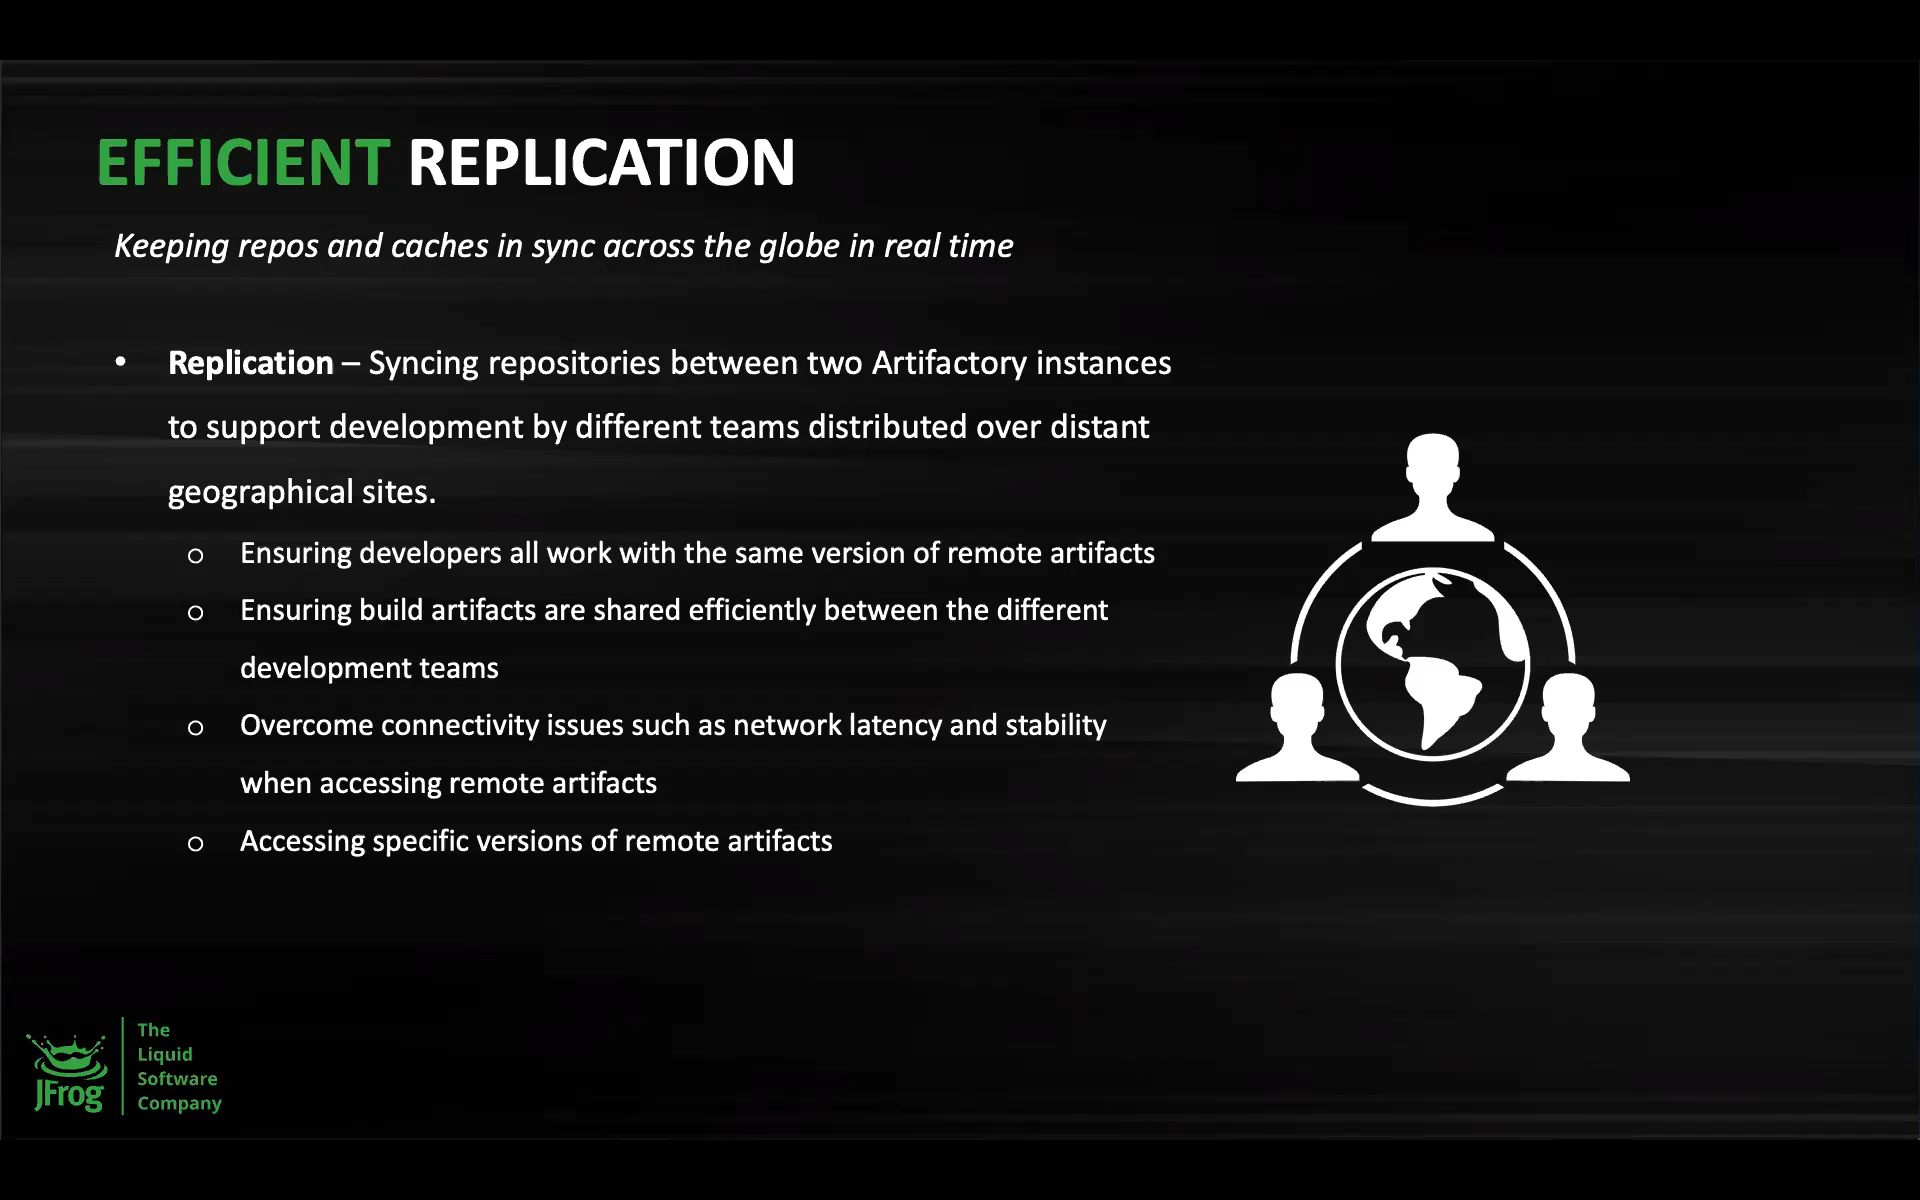 EFFICIENT REPLICATION
Keeping repos and caches in sync across the globe in real time
• Replication – Syncing repositories between two Artifactory instances
to support development by different teams distributed over distant
geographical sites.
o Ensuring developers all work with the same version of remote artifacts
o Ensuring build artifacts are shared efficiently between the different
development teams
o Overcome connectivity issues such as network latency and stability
when accessing remote artifacts
o Accessing specific versions of remote artifacts
JFrog
The
Liquid
Software
Company